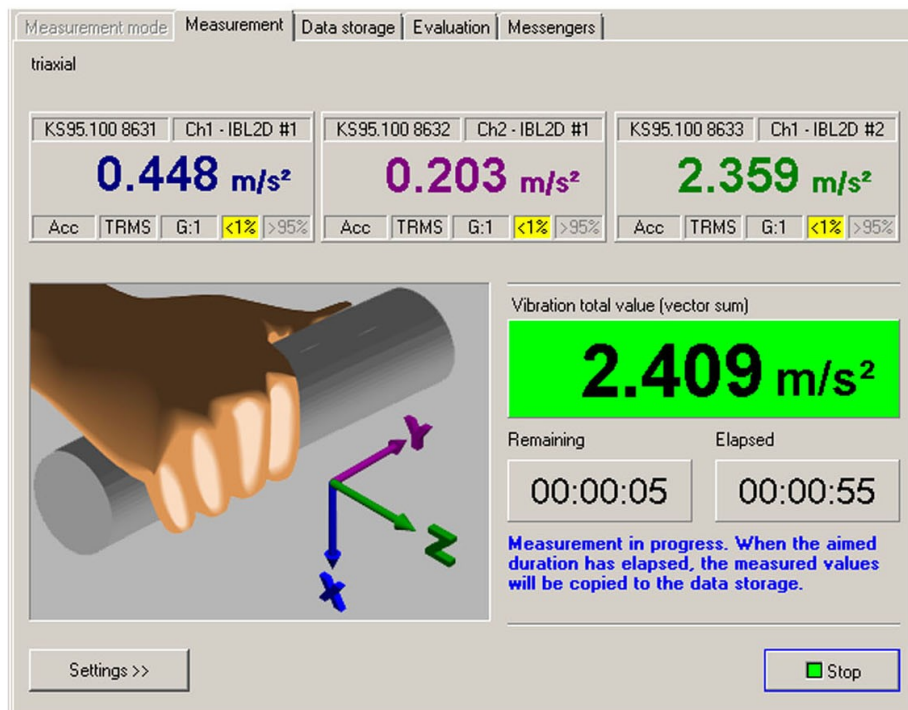 Measurement mode Measurement Data storage Evaluation Messengers
triaxial
KS95.100 8631 Ch1 - IBL2D #1 KS95.100 8632 Ch2 - IBL2D #1 KS95.100 8633 Ch1 - IBL2D #2
0.448 m/s² 0.203 m/s² 2.359 m/s²
Acc TRMS G:1 <1% >95% Acc TRMS G:1 <1% >95% Acc TRMS G:1 <1% >95%
Vibration total value (vector sum)
2.409 m/s²
Remaining Elapsed
00:00:05 00:00:55
Measurement in progress. When the aimed
duration has elapsed, the measured values
will be copied to the data storage.
Y
Z
X
Settings >> Stop